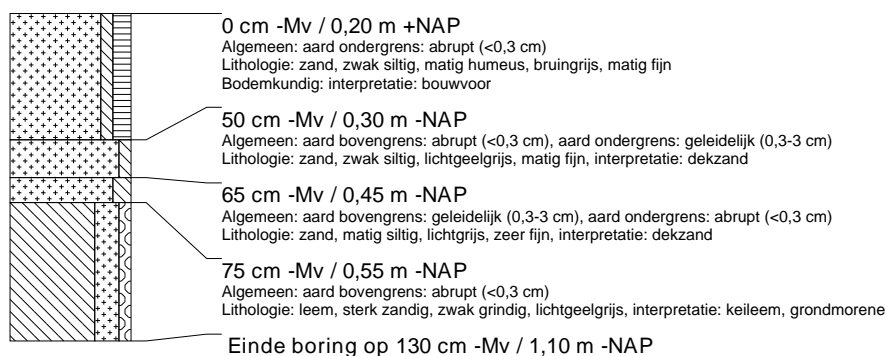 0 cm -Mv / 0,20 m +NAP
Algemeen: aard ondergrens: abrupt (<0,3 cm)
Lithologie: zand, zwak siltig, matig humeus, bruingrijs, matig fijn
Bodemkundig: interpretatie: bouwvoor
50 cm -Mv / 0,30 m -NAP
Algemeen: aard bovengrens: abrupt (<0,3 cm), aard ondergrens: geleidelijk (0,3-3 cm)
Lithologie: zand, zwak siltig, lichtgeelgrijs, matig fijn, interpretatie: dekzand
65 cm -Mv / 0,45 m -NAP
Algemeen: aard bovengrens: geleidelijk (0,3-3 cm), aard ondergrens: abrupt (<0,3 cm)
Lithologie: zand, matig siltig, lichtgrijs, zeer fijn, interpretatie: dekzand
75 cm -Mv / 0,55 m -NAP
Algemeen: aard bovengrens: abrupt (<0,3 cm)
Lithologie: leem, sterk zandig, zwak grindig, lichtgeelgrijs, interpretatie: keileem, grondmorene
Einde boring op 130 cm -Mv / 1,10 m -NAP